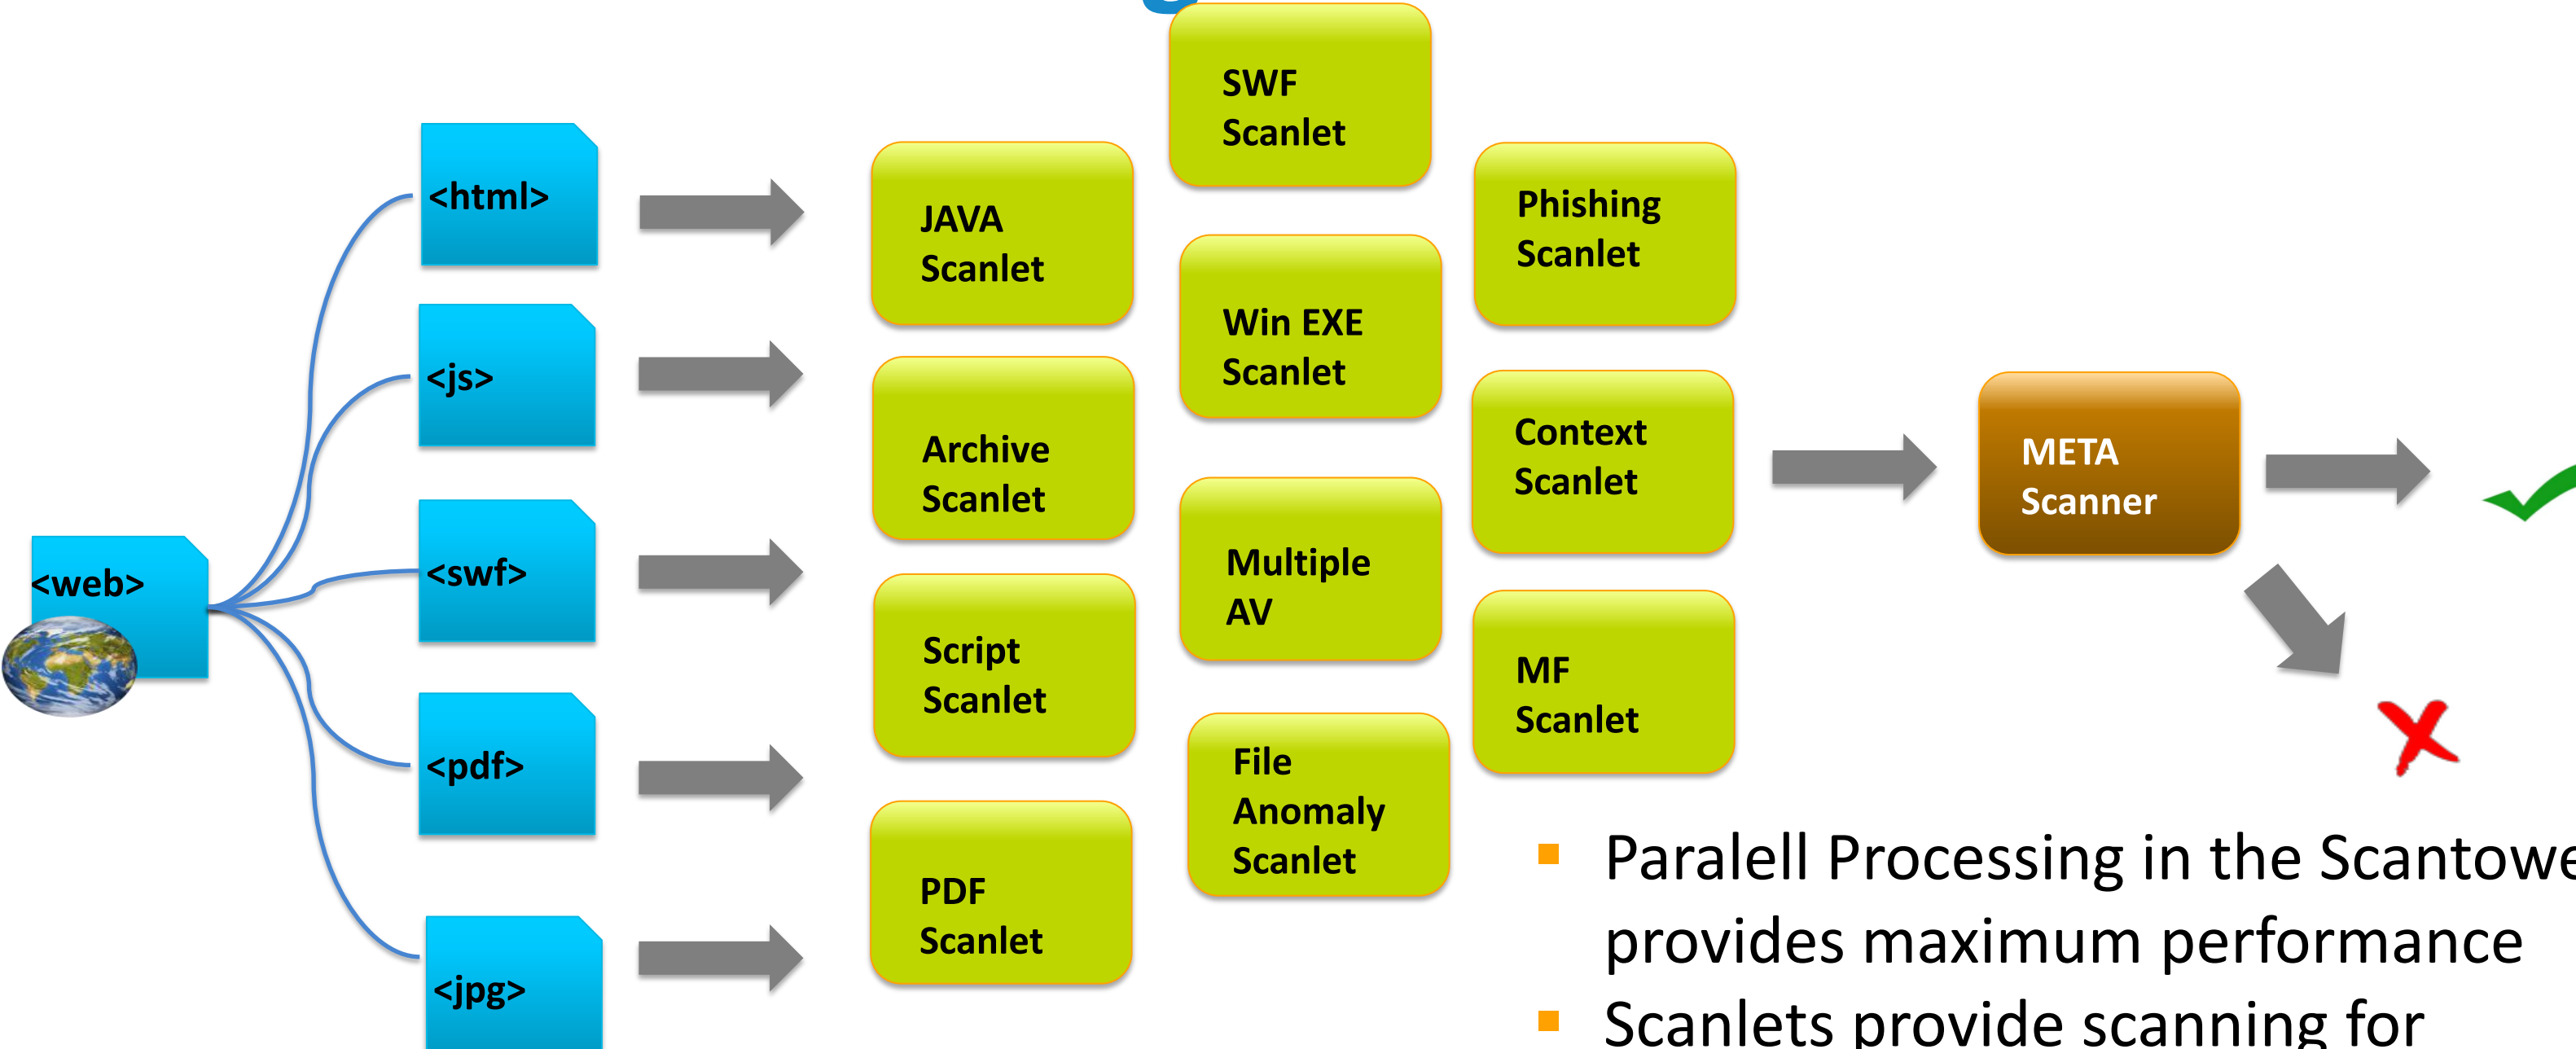 <web>
<html>
<js>
<swf>
<pdf>
<jpg>
JAVA
Scanlet
Archive
Scanlet
Script
Scanlet
PDF
Scanlet
SWF
Scanlet
Win EXE
Scanlet
Multiple
AV
File
Anomaly
Scanlet
Phishing
Scanlet
Context
Scanlet
MF
Scanlet
META
Scanner
Paralell Processing in the
provides maximum performance
Scanlets provide scanning for